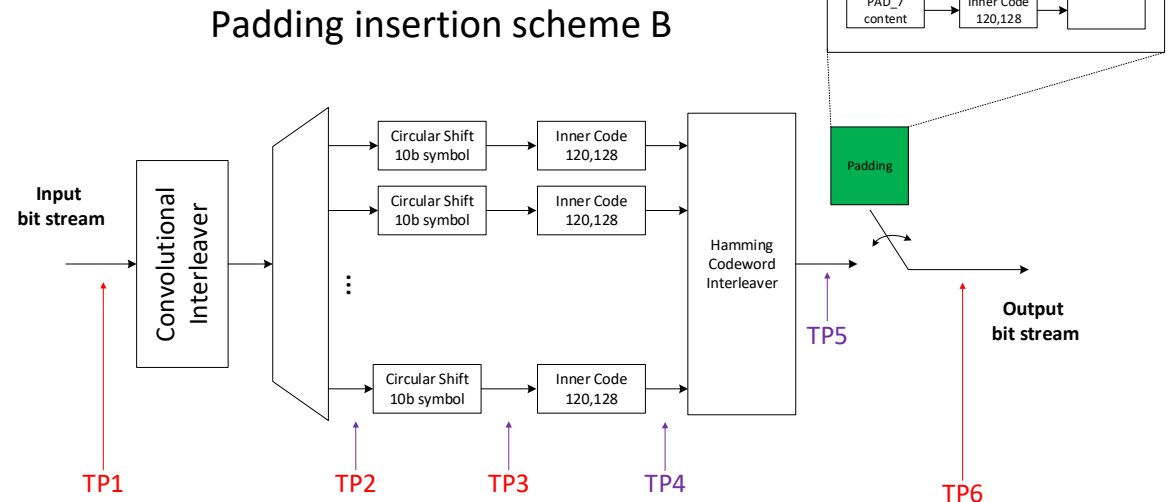 Padding insertion scheme B
PAD_7
content
Inner Code
120,128
Circular Shift
10b symbol
Inner Code
120,128
Padding
Input
bit stream
Convolutional
Interleaver
Circular Shift
10b symbol
Inner Code
120,128
Hamming
Codeword
Interleaver
...
Output
bit stream
TP5
Circular Shift
10b symbol
Inner Code
120,128
TP1
TP2
TP3
TP4
TP6